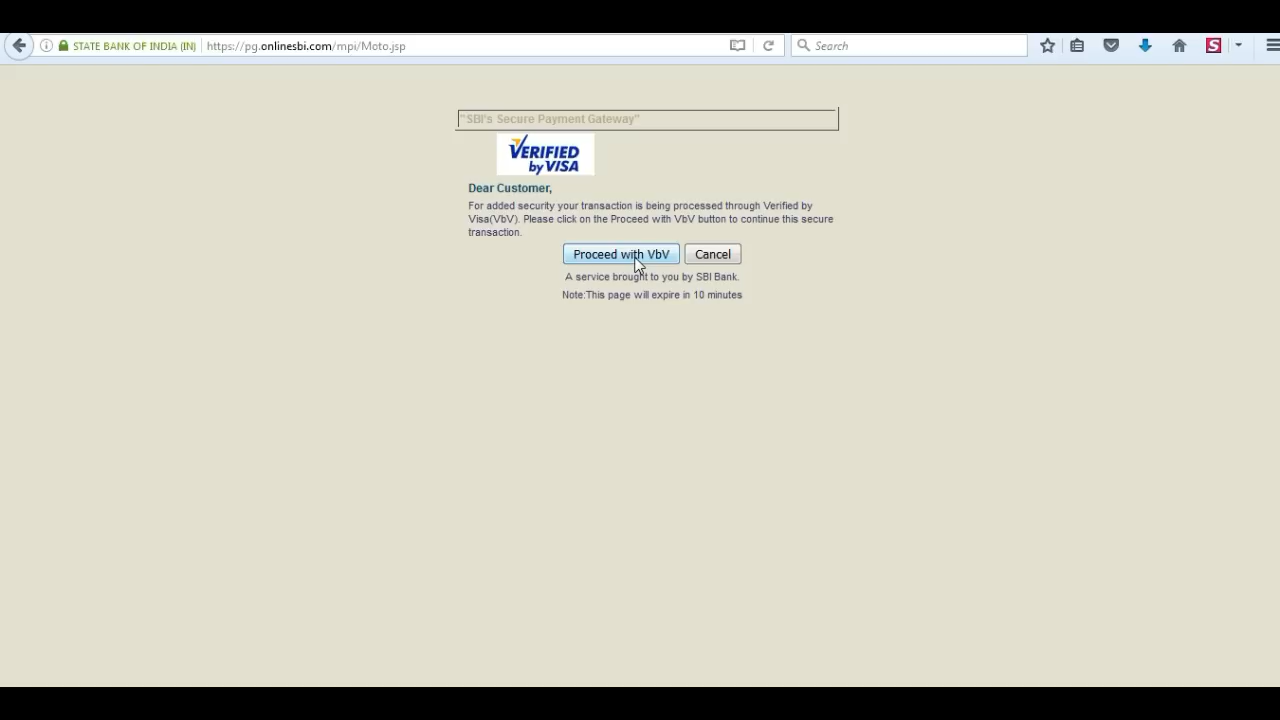 STATE BANK OF INDIA (IN) https://pg.onlinesbi.com/mpi/Moto.jsp Search
"SBI's Secure Payment Gateway"
VERIFIED
by VISA
Dear Customer,
For added security your transaction is being processed through Verified by
Visa(VbV). Please click on the Proceed with VbV button to continue this secure
transaction.
Proceed with VbV Cancel
A service brought to you by SBI Bank.
Note:This page will expire in 10 minutes